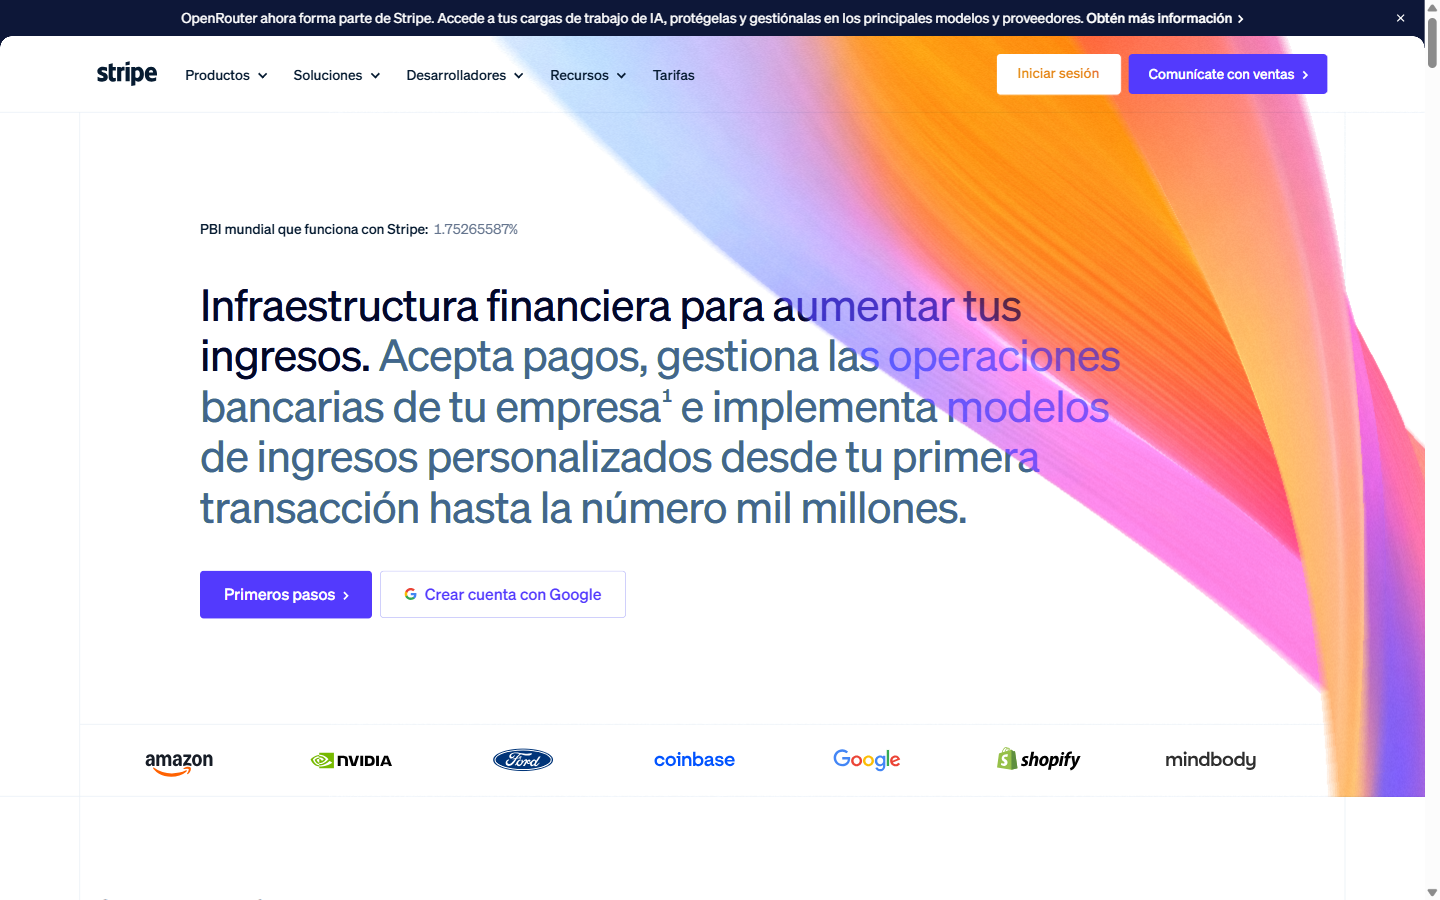 OpenRouter ahora forma parte de Stripe. Accede a tus cargas de trabajo de IA, protégelas y gestiónalas en los principales modelos y proveedores. Obtén más información
stripe
Productos
Soluciones
Desarrolladores
Recursos
Tarifas
Iniciar sesión
Comunícate con ventas
PBI mundial que funciona con Stripe: 1.75265587%
Infraestructura financiera para aumentar tus
ingresos. Acepta pagos, gestiona las operaciones
bancarias de tu empresa¹ e implementa modelos
de ingresos personalizados desde tu primera
transacción hasta la número mil millones.
Primeros pasos
Crear cuenta con Google
amazon
NVIDIA
Ford
coinbase
Google
shopify
mindbody